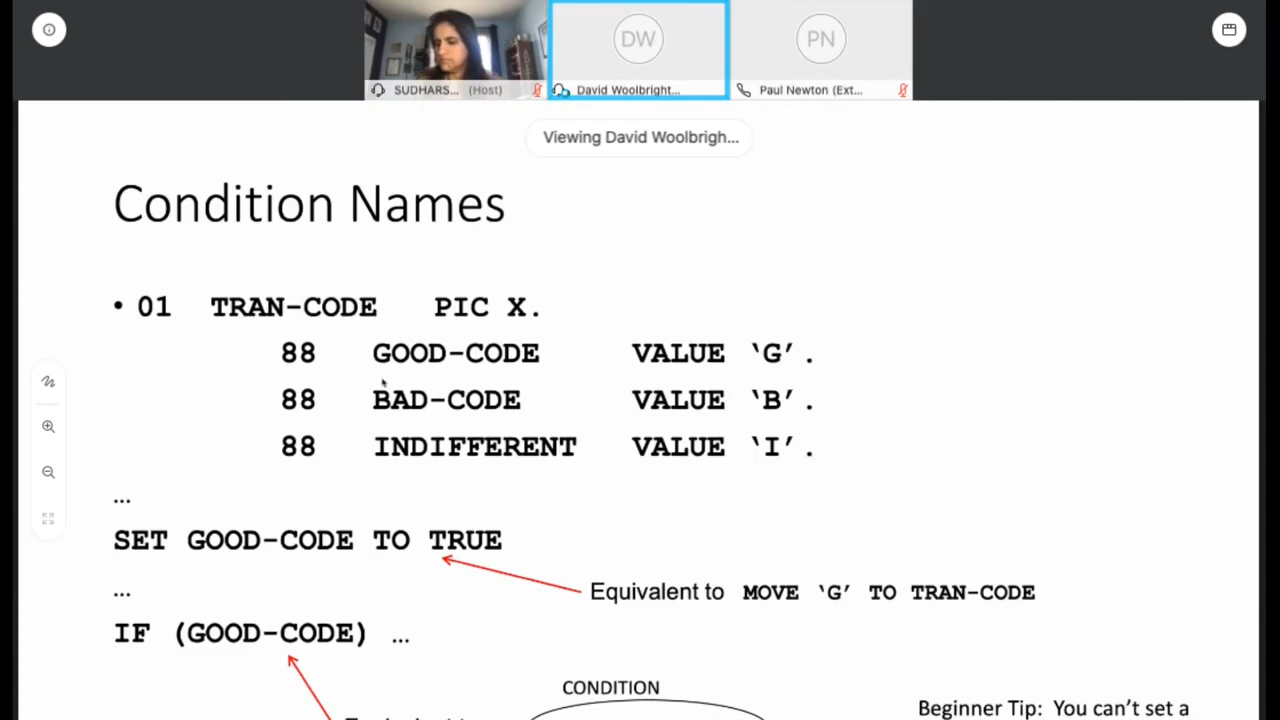 DW
PN
SUDHARS... (Host)
David Woolbright...
Paul Newton (Ext...
Viewing David Woolbrigh...
Condition Names
• 01 TRAN-CODE PIC X.
88 GOOD-CODE VALUE ‘G’.
88 BAD-CODE VALUE ‘B’.
88 INDIFFERENT VALUE ‘I’.
...
SET GOOD-CODE TO TRUE
...
Equivalent to MOVE ‘G’ TO TRAN-CODE
IF (GOOD-CODE) ...
CONDITION
Beginner Tip: You can’t set a